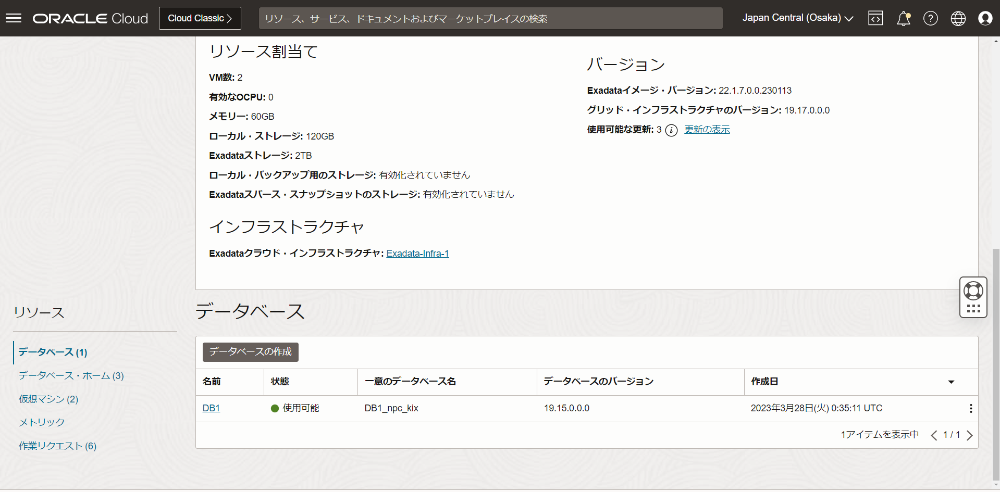 ORACLE Cloud
Cloud Classic
リソース、サービス、ドキュメントおよびマーケットプレイスの検索
Japan Central (Osaka)
リソース割当て
VM数: 2
有効なOCPU: 0
メモリー: 60GB
ローカル・ストレージ: 120GB
Exadataストレージ: 2TB
ローカル・バックアップ用のストレージ: 有効化されていません
Exadataスパース・スナップショットのストレージ: 有効化されていません
インフラストラクチャ
Exadataクラウド・インフラストラクチャ: Exadata-Infra-1
バージョン
Exadataイメージ・バージョン: 22.1.7.0.0.230113
グリッド・インフラストラクチャのバージョン: 19.17.0.0.0
使用可能な更新: 3 更新の表示
リソース
データベース (1)
データベース・ホーム (3)
仮想マシン (2)
メトリック
作業リクエスト (6)
データベース
データベースの作成
名前 状態 一意のデータベース名 データベースのバージョン 作成日
DB1 使用可能 DB1_npc_kix 19.15.0.0.0 2023年3月28日(火) 0:35:11 UTC
1アイテムを表示中 1 / 1